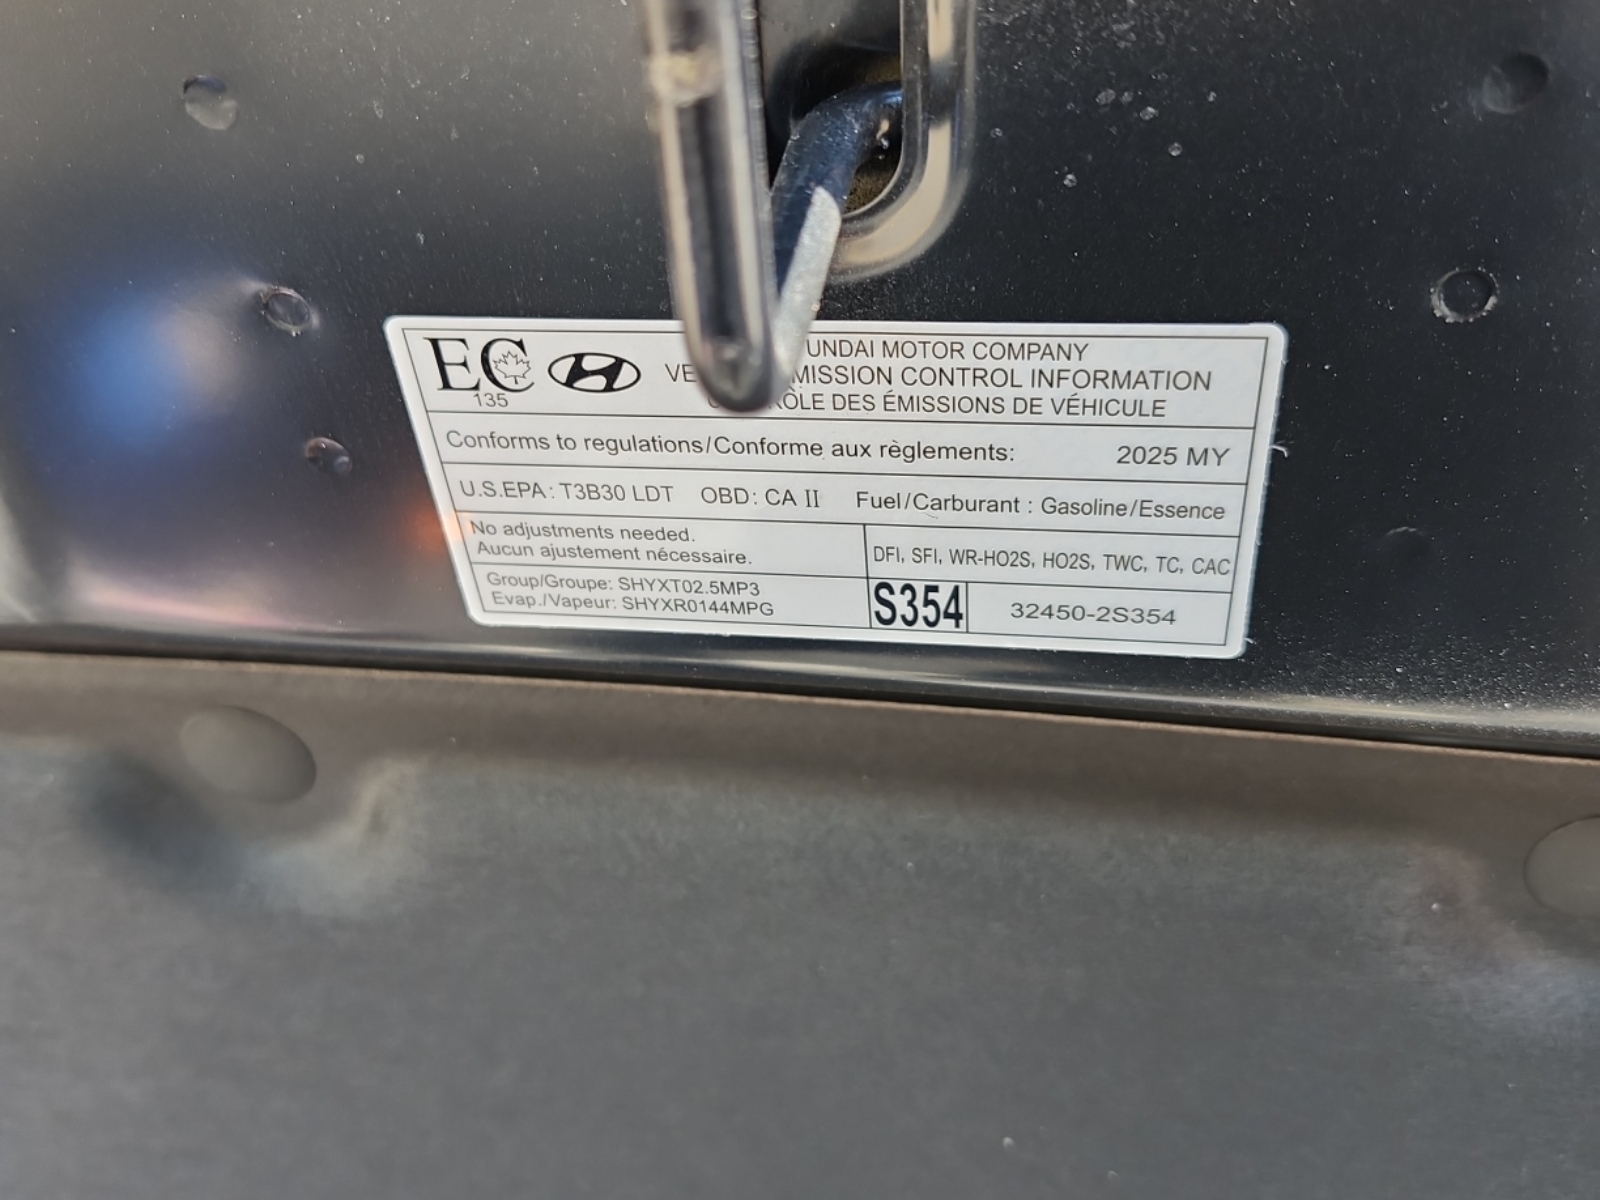 EC
135
UNDAI MOTOR COMPANY
MISSION CONTROL INFORMATION
DES ÉMISSIONS DE VÉHICULE
Conforms to regulations/Conforme aux règlements: 2025 MY
U.S.EPA: T3B30 LDT OBD: CA II Fuel/Carburant : Gasoline/Essence
No adjustments needed.
Aucun ajustement nécessaire.
DFI, SFI, WR-HO2S, HO2S, TWC, TC, CAC
Group/Groupe: SHYXT02.5MP3
Evap./Vapeur: SHYXR0144MPG
S354
32450-2S354